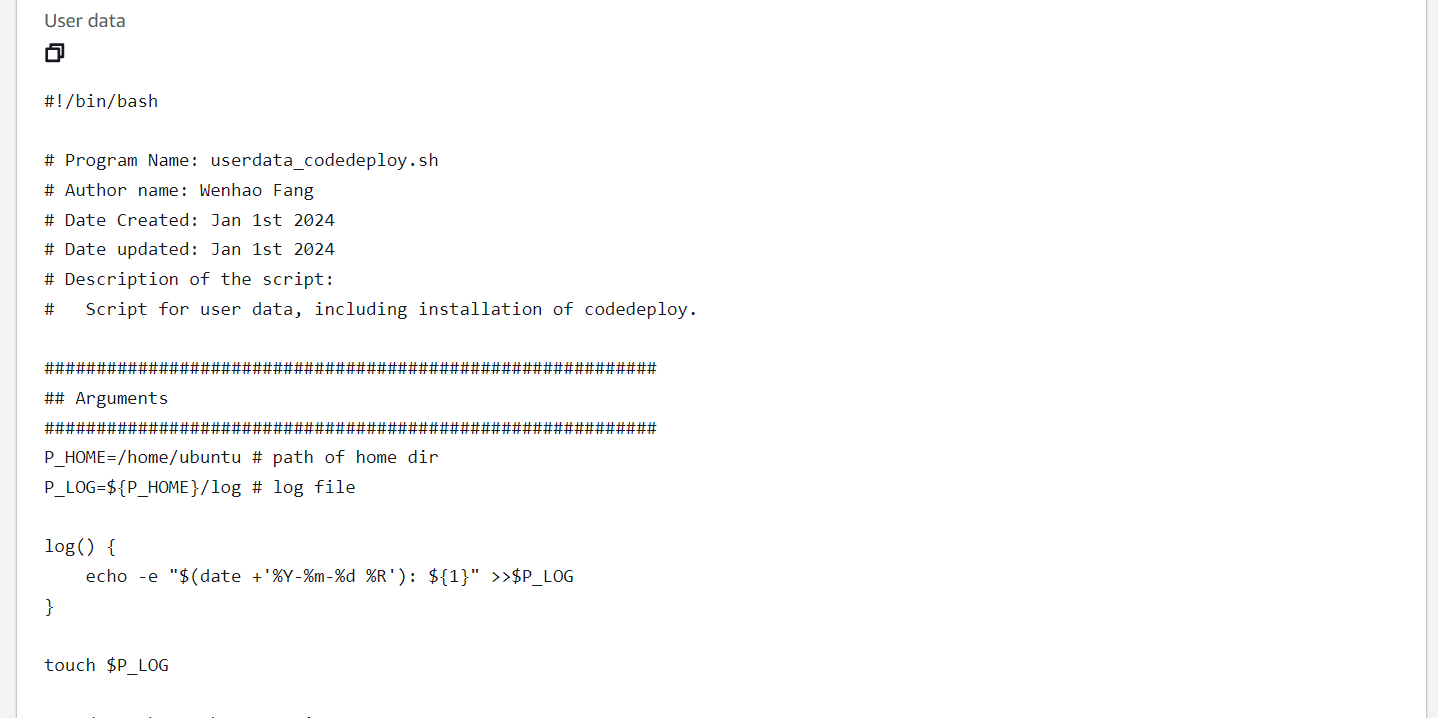 User data
#!/bin/bash
# Program Name: userdata_codedeploy.sh
# Author name: Wenhao Fang
# Date Created: Jan 1st 2024
# Date updated: Jan 1st 2024
# Description of the script:
#   Script for user data, including installation of codedeploy.
###########################################################
## Arguments
###########################################################
P_HOME=/home/ubuntu # path of home dir
P_LOG=${P_HOME}/log # log file
log() {
    echo -e "$(date +'%Y-%m-%d %R'): ${1}" >>$P_LOG
}
touch $P_LOG